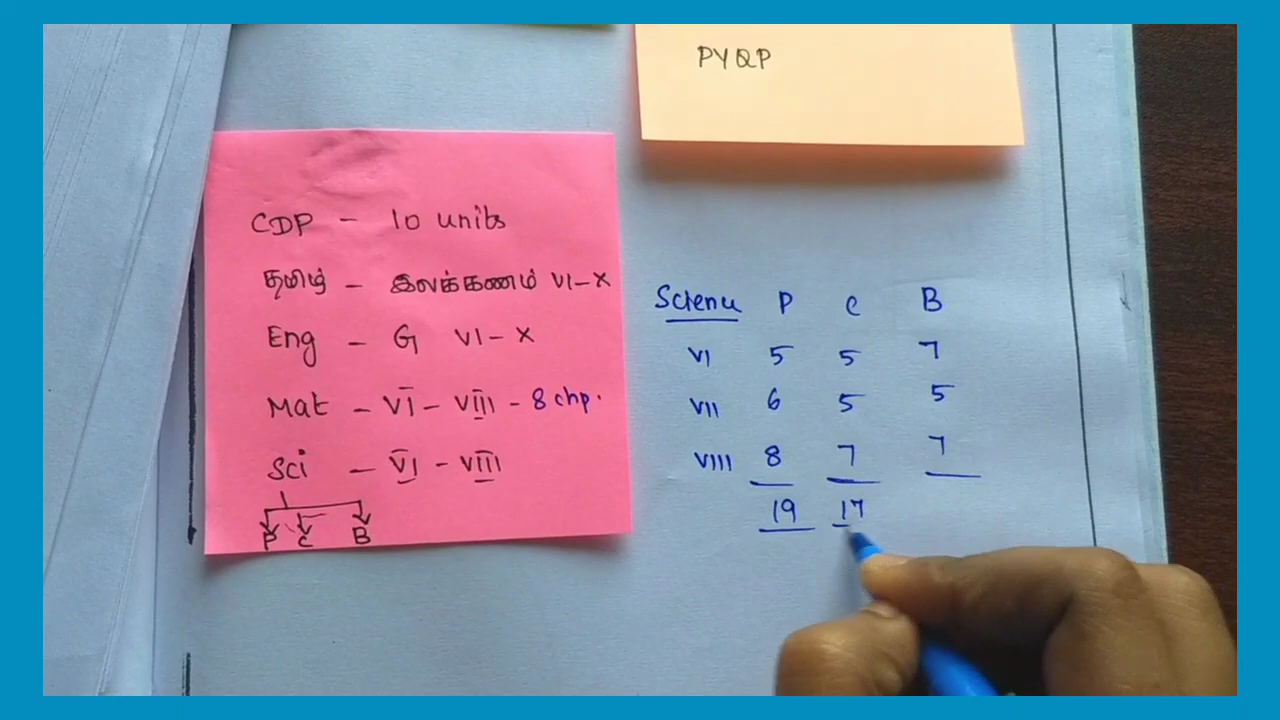 PYQP
CDP - 10 units
தமிழ் - இலக்கணம் VI-X
Eng - G VI-X
Mat - VI - VIII - 8 chp.
Sci - VI - VIII
P C B
Science P C B
VI 5 5 7
VII 6 5 5
VIII 8 7 7
19 17